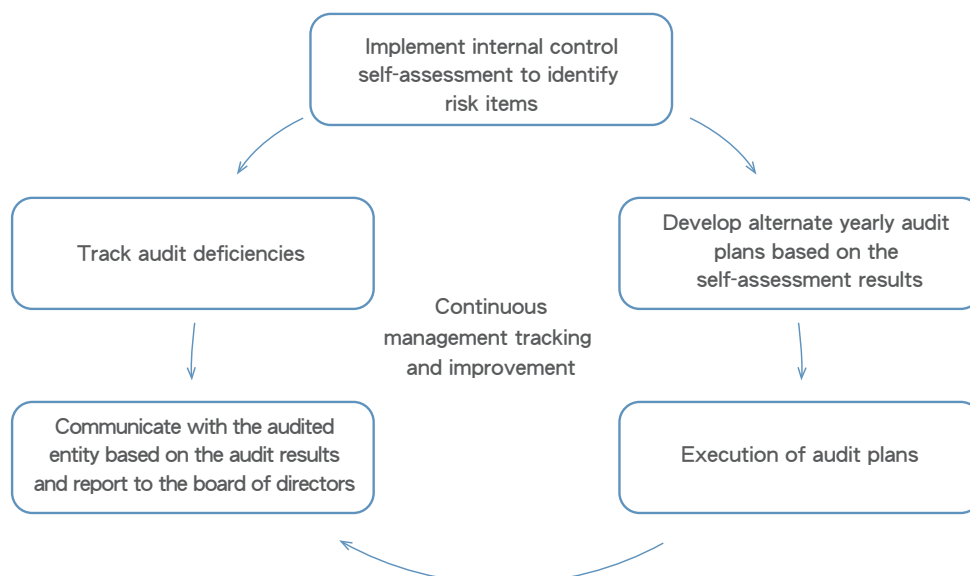 Implement internal control
self-assessment to identify
risk items
Track audit deficiencies
Develop alternate yearly audit
plans based on the
self-assessment results
Continuous
management tracking
and improvement
Communicate with the audited
entity based on the audit results
and report to the board of directors
Execution of audit plans